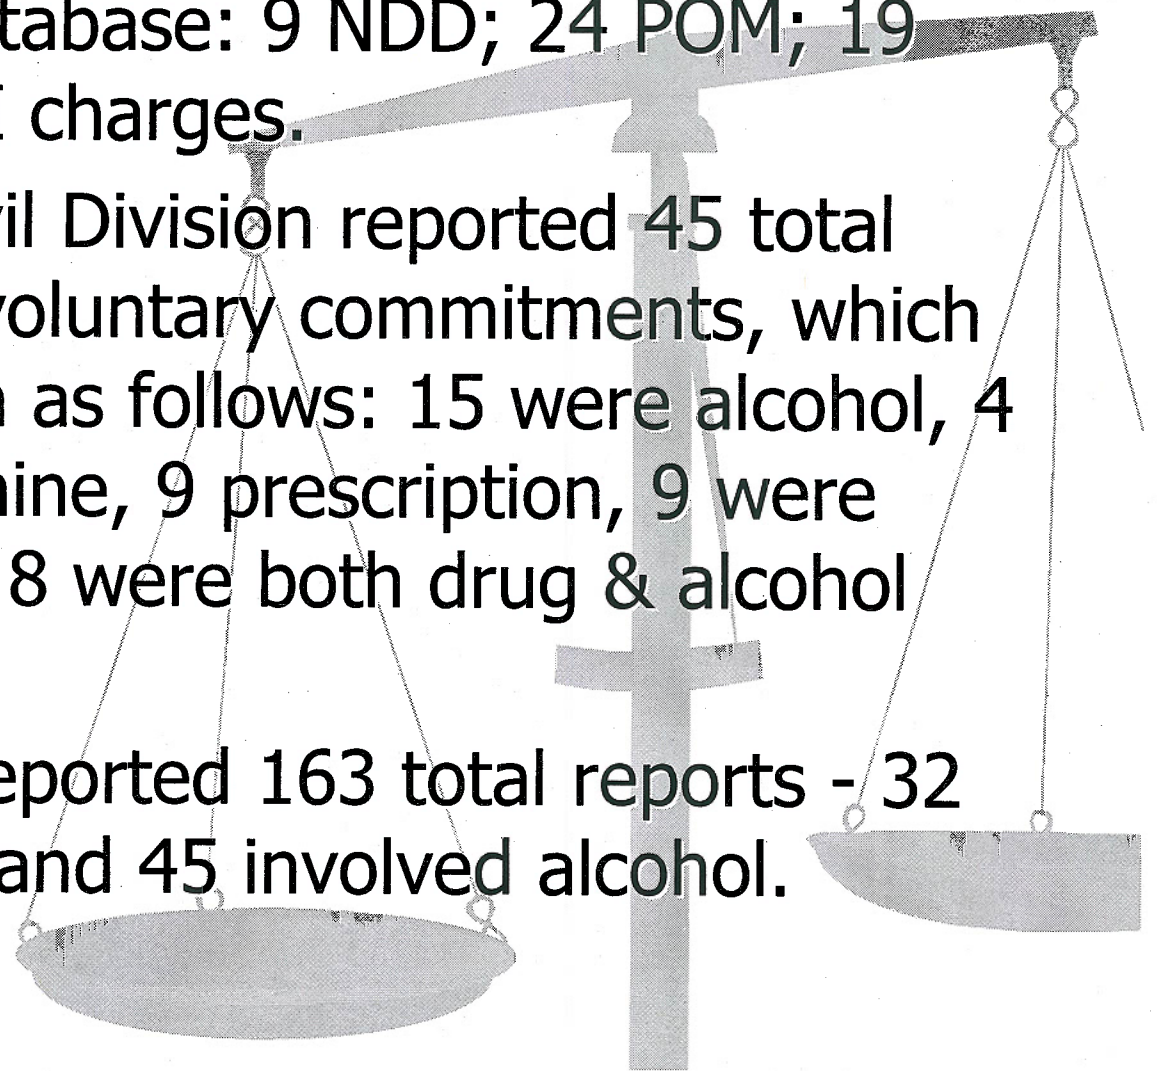 tabase: 9 NDD; 24 POM; 19
I charges.
vil Division reported 45 total
voluntary commitments, which
as follows: 15 were alcohol, 4
ine, 9 prescription, 9 were
8 were both drug & alcohol
eported 163 total reports - 32
and 45 involved alcohol.